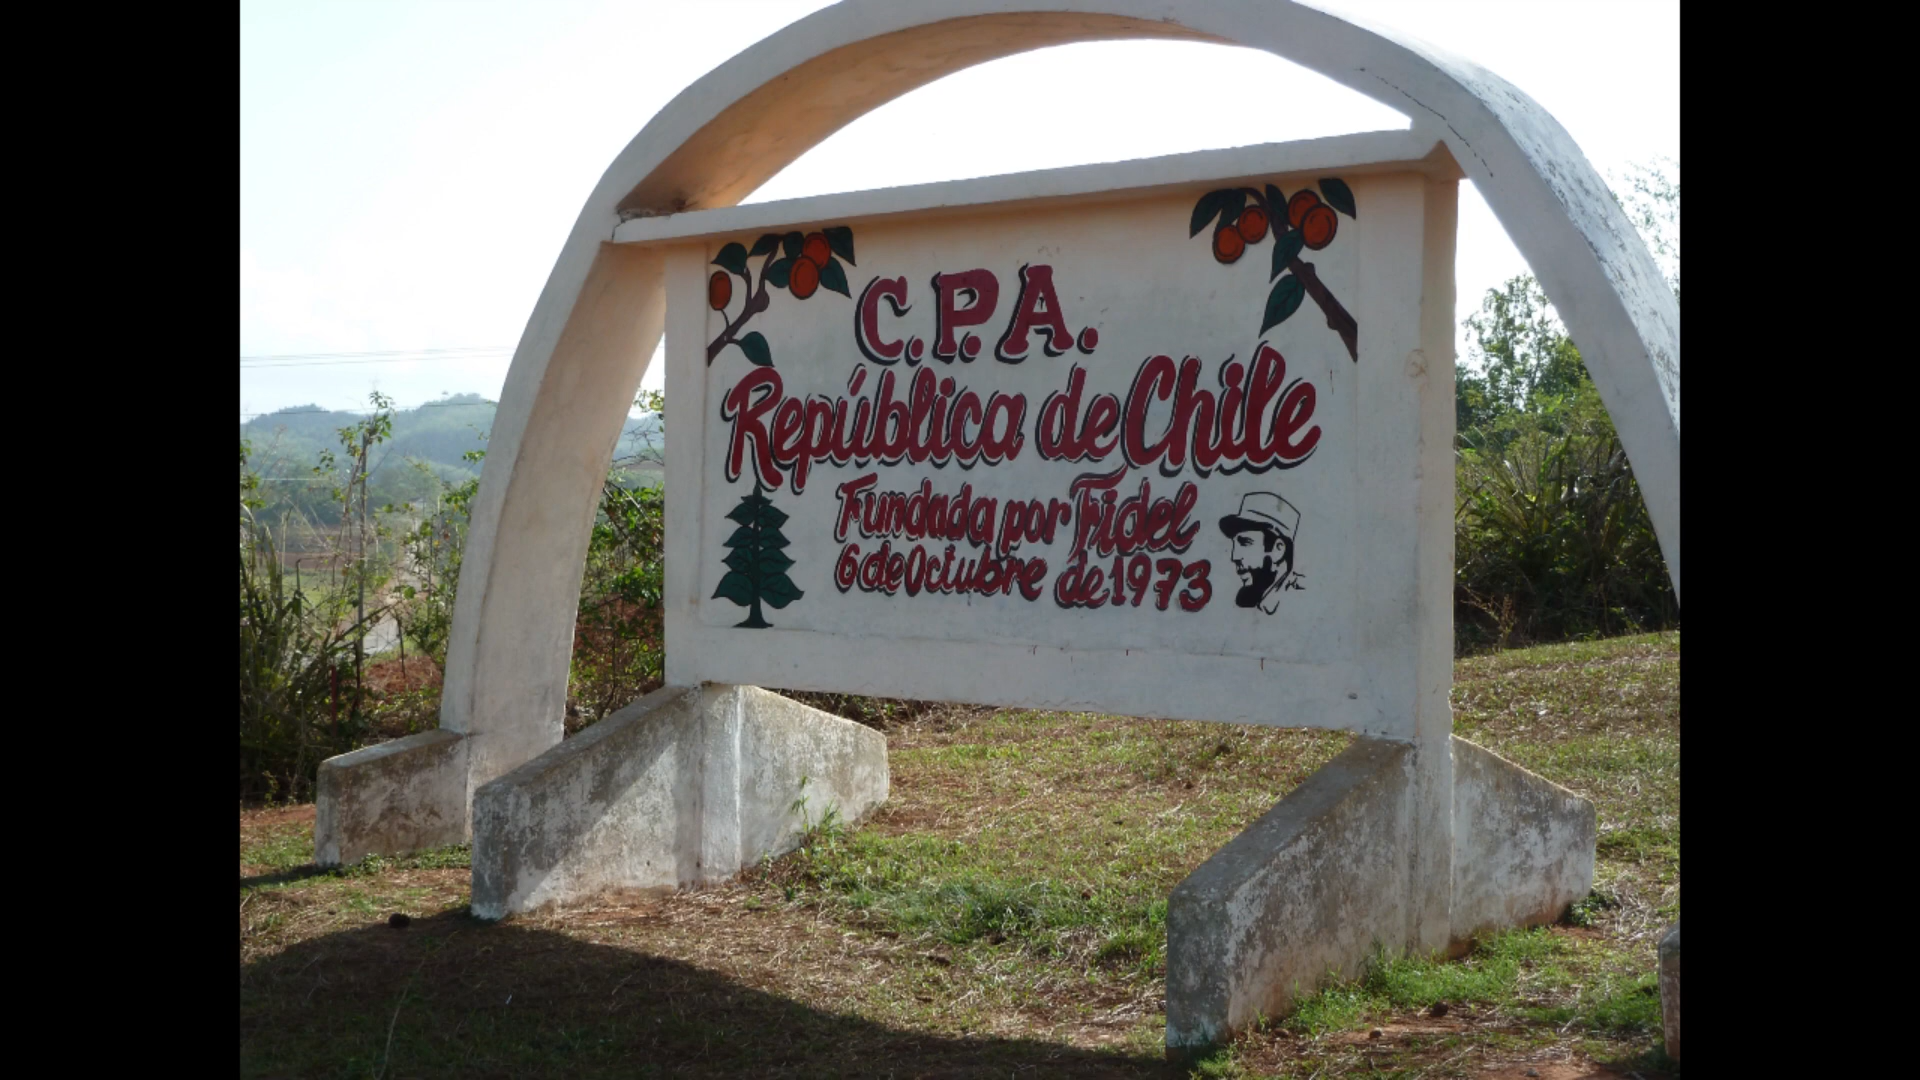 C.P.A.
República de Chile
Fundada por Fidel
6 de Octubre de 1973